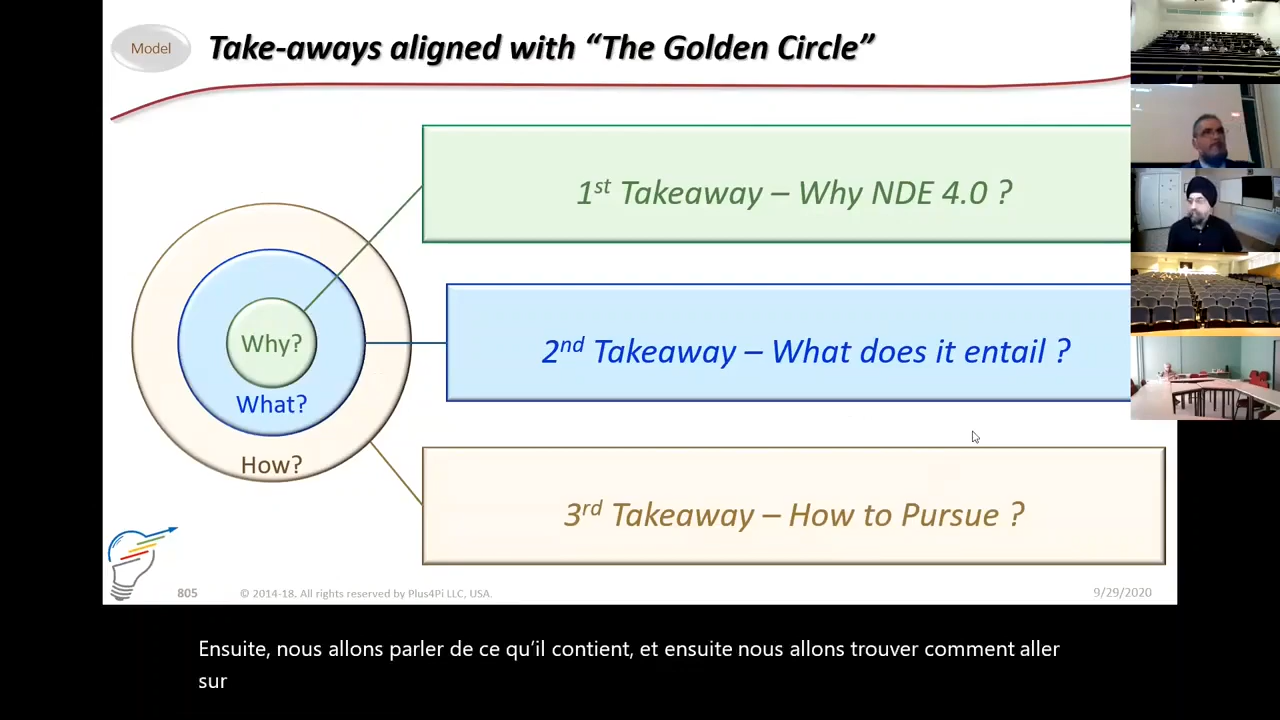 Model
Take-aways aligned with “The Golden Circle”
1st Takeaway – Why NDE 4.0 ?
Why?
What?
How?
2nd Takeaway – What does it entail ?
3rd Takeaway – How to Pursue ?
805
© 2014-18. All rights reserved by Plus4Pi LLC, USA.
9/29/2020
Ensuite, nous allons parler de ce qu'il contient, et ensuite nous allons trouver comment aller
sur